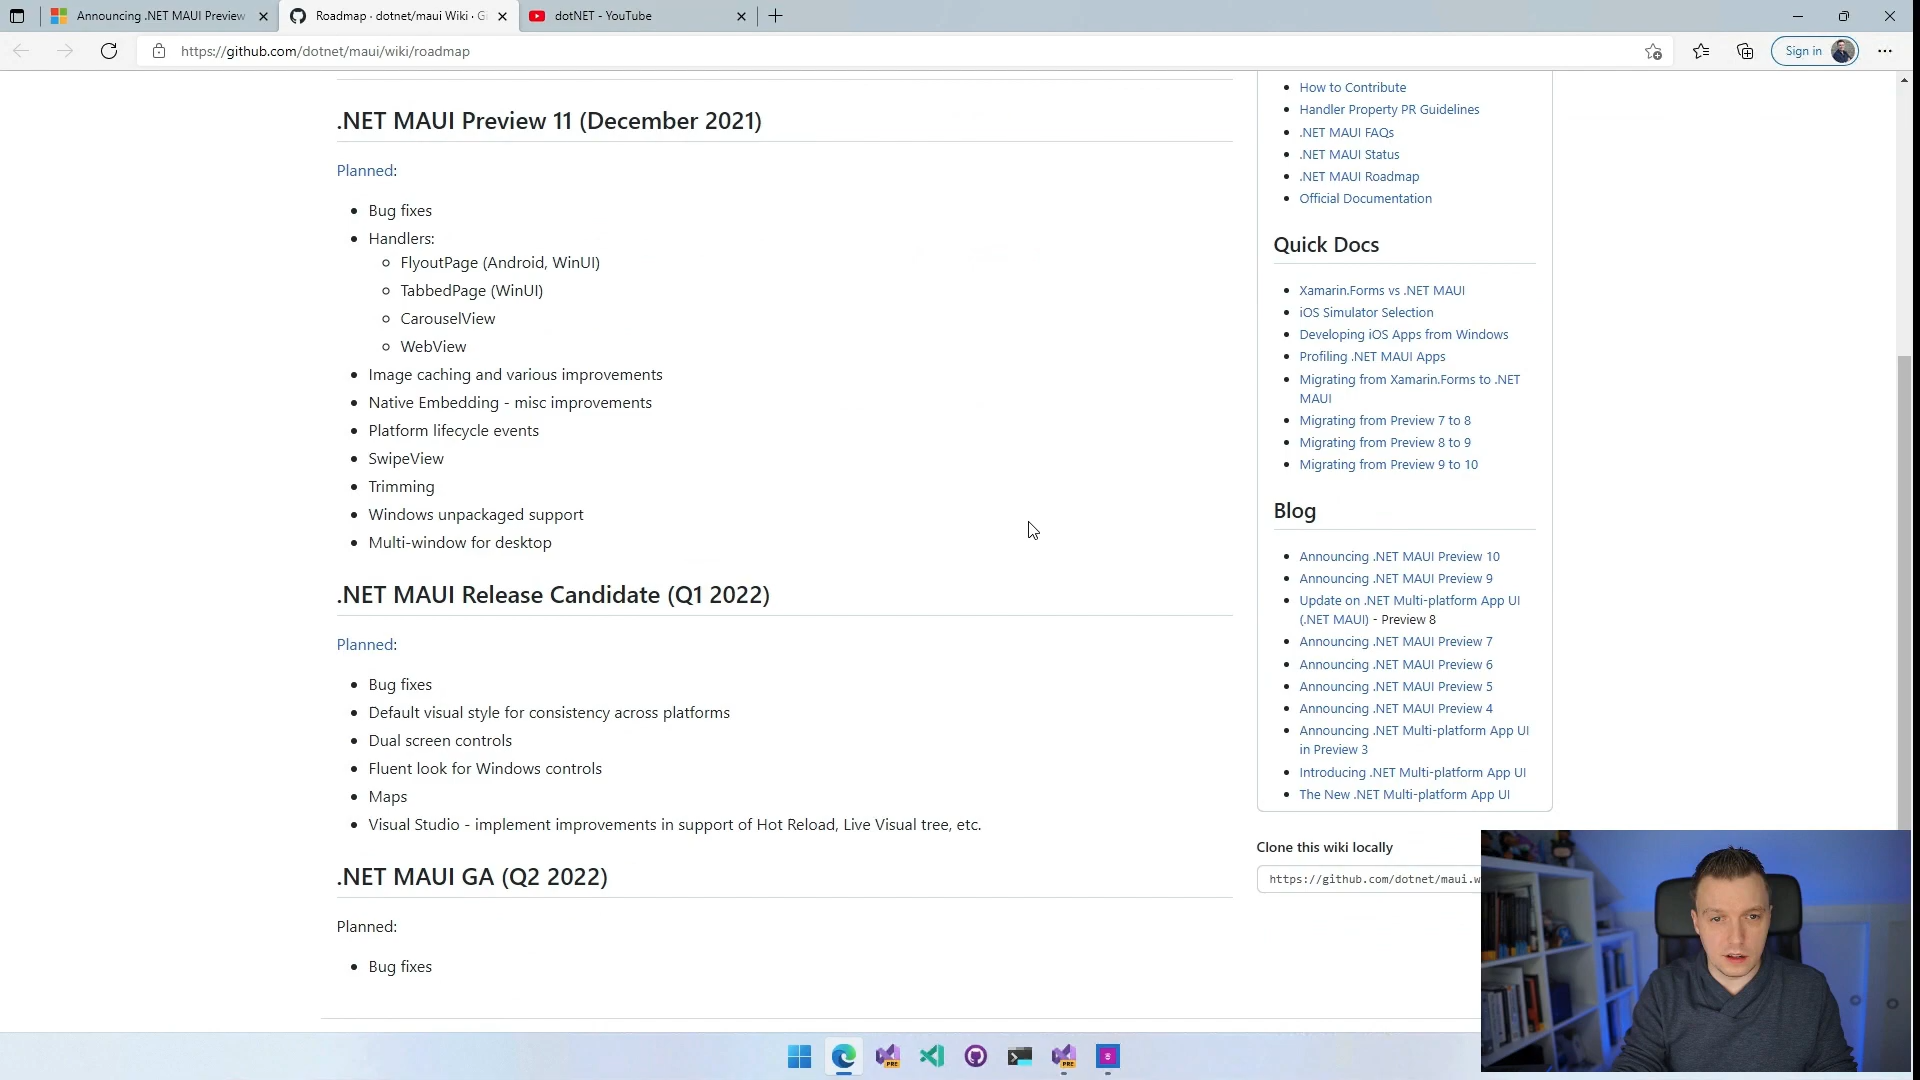 Announcing .NET MAUI Preview
Roadmap · dotnet/maui Wiki · Gi
dotNET - YouTube
https://github.com/dotnet/maui/wiki/roadmap
Sign in
.NET MAUI Preview 11 (December 2021)
Planned:
Bug fixes
Handlers:
FlyoutPage (Android, WinUI)
TabbedPage (WinUI)
CarouselView
WebView
Image caching and various improvements
Native Embedding - misc improvements
Platform lifecycle events
SwipeView
Trimming
Windows unpackaged support
Multi-window for desktop
.NET MAUI Release Candidate (Q1 2022)
Planned:
Bug fixes
Default visual style for consistency across platforms
Dual screen controls
Fluent look for Windows controls
Maps
Visual Studio - implement improvements in support of Hot Reload, Live Visual tree, etc.
.NET MAUI GA (Q2 2022)
Planned:
Bug fixes
How to Contribute
Handler Property PR Guidelines
.NET MAUI FAQs
.NET MAUI Status
.NET MAUI Roadmap
Official Documentation
Quick Docs
Xamarin.Forms vs .NET MAUI
iOS Simulator Selection
Developing iOS Apps from Windows
Profiling .NET MAUI Apps
Migrating from Xamarin.Forms to .NET
MAUI
Migrating from Preview 7 to 8
Migrating from Preview 8 to 9
Migrating from Preview 9 to 10
Blog
Announcing .NET MAUI Preview 10
Announcing .NET MAUI Preview 9
Update on .NET Multi-platform App UI
(.NET MAUI) - Preview 8
Announcing .NET MAUI Preview 7
Announcing .NET MAUI Preview 6
Announcing .NET MAUI Preview 5
Announcing .NET MAUI Preview 4
Announcing .NET Multi-platform App UI
in Preview 3
Introducing .NET Multi-platform App UI
The New .NET Multi-platform App UI
Clone this wiki locally
https://github.com/dotnet/maui.w
PRE
PRE